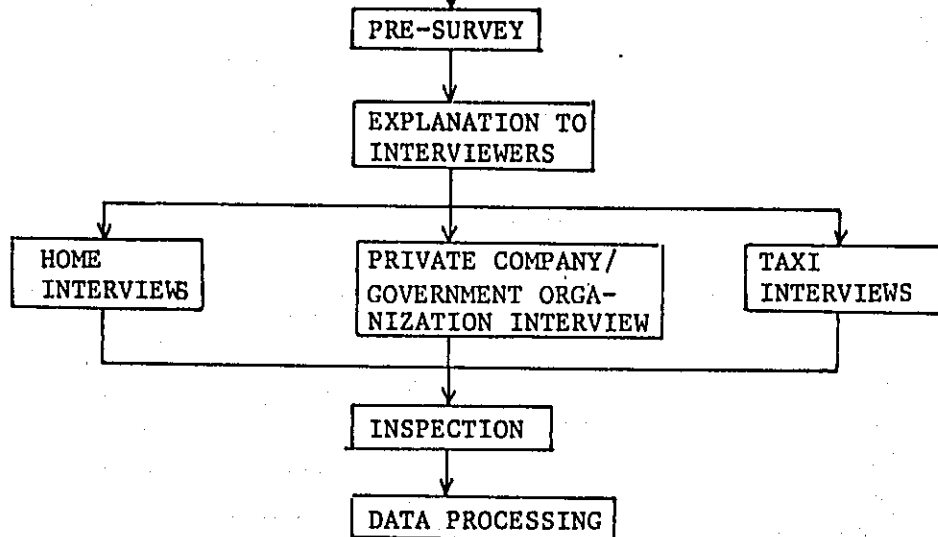 PRE-SURVEY
EXPLANATION TO
INTERVIEWERS
HOME
INTERVIEWS
PRIVATE COMPANY/
GOVERNMENT ORGA-
NIZATION INTERVIEW
TAXI
INTERVIEWS
INSPECTION
DATA PROCESSING